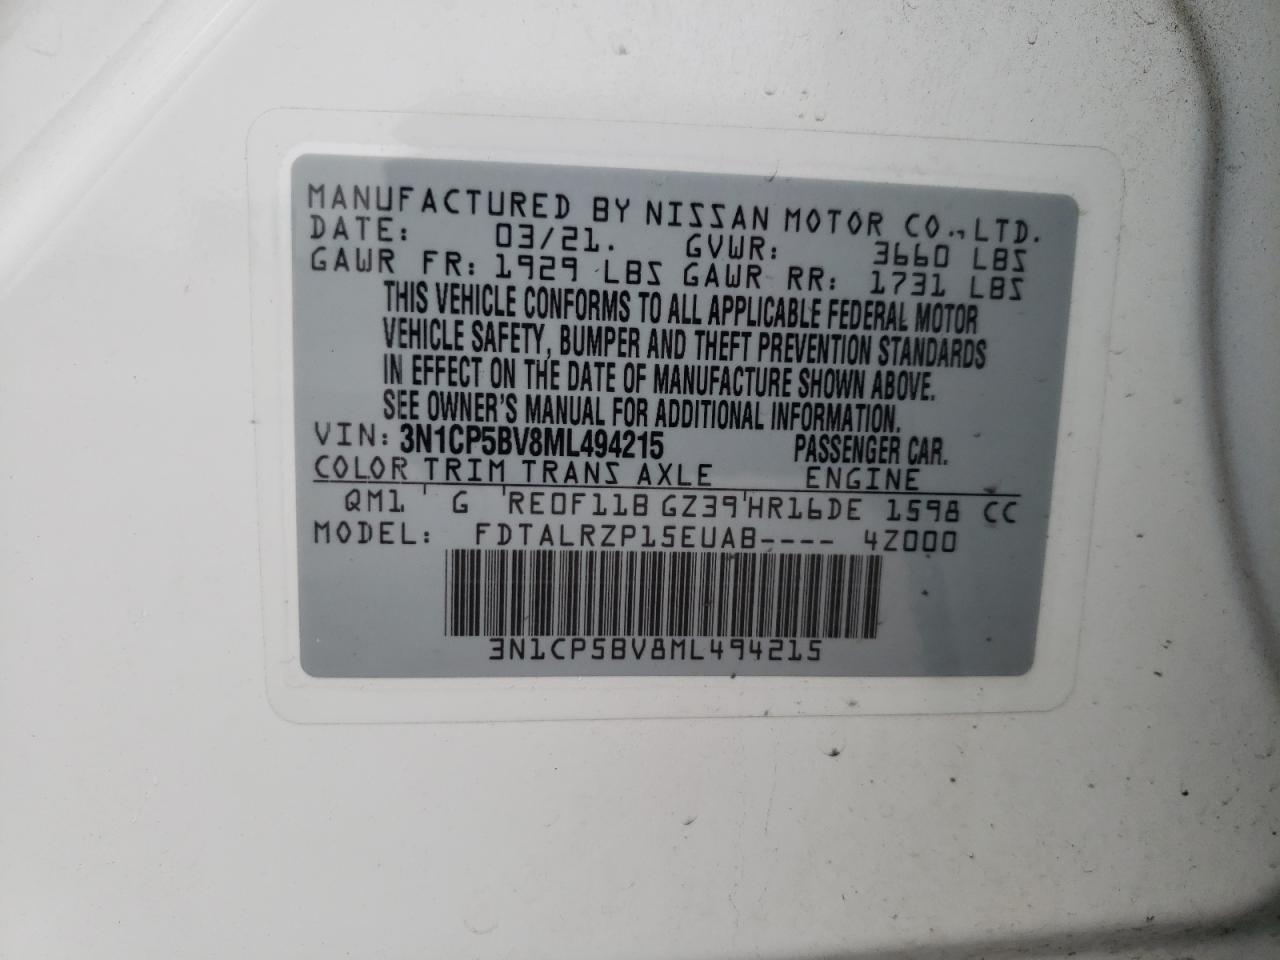 MANUFACTURED BY NISSAN MOTOR CO., LTD.
DATE: 03/21. GVWR: 3660 LBS
GAWR FR: 1929 LBS GAWR RR: 1731 LBS
THIS VEHICLE CONFORMS TO ALL APPLICABLE FEDERAL MOTOR
VEHICLE SAFETY, BUMPER AND THEFT PREVENTION STANDARDS
IN EFFECT ON THE DATE OF MANUFACTURE SHOWN ABOVE.
SEE OWNER'S MANUAL FOR ADDITIONAL INFORMATION.
VIN: 3N1CP5BV8ML494215 PASSENGER CAR.
COLOR TRIM TRANS AXLE ENGINE
QM1 ' G 'RE0F11B GZ39'HR16DE 1598 CC
MODEL: FDTALRZP15EUAB---- 4Z000
3N1CP5BV8ML494215